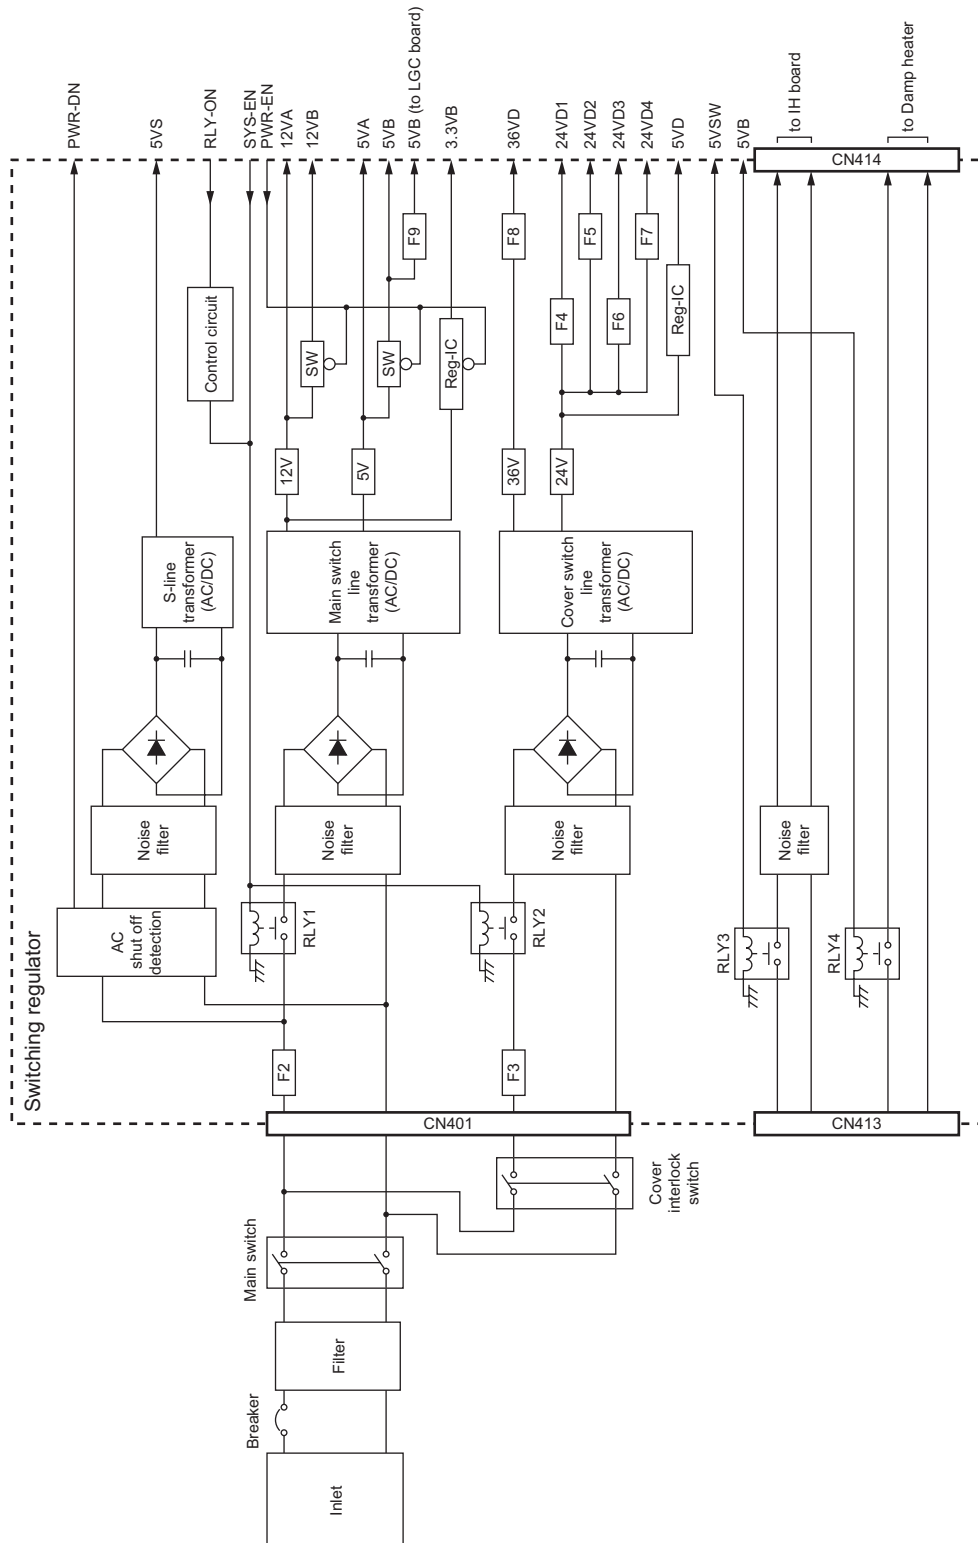 Switching regulator
PWR-DN
5VS
RLY-ON
SYS-EN
PWR-EN
12VA
12VB
5VA
5VB
5VB (to LGC board)
3.3VB
36VD
24VD1
24VD2
24VD3
24VD4
5VD
5VSW
5VB
to IH board
to Damp heater
CN414
Control circuit
SW
SW
F9
Reg-IC
F8
F4
F5
F6
F7
Reg-IC
12V
5V
36V
24V
S-line
transformer
(AC/DC)
Main switch
line
transformer
(AC/DC)
Cover switch
line
transformer
(AC/DC)
Noise
filter
Noise
filter
Noise
filter
Noise
filter
AC
shut off
detection
RLY1
RLY2
RLY3
RLY4
F2
F3
CN401
CN413
Main switch
Cover
interlock
switch
Filter
Breaker
Inlet